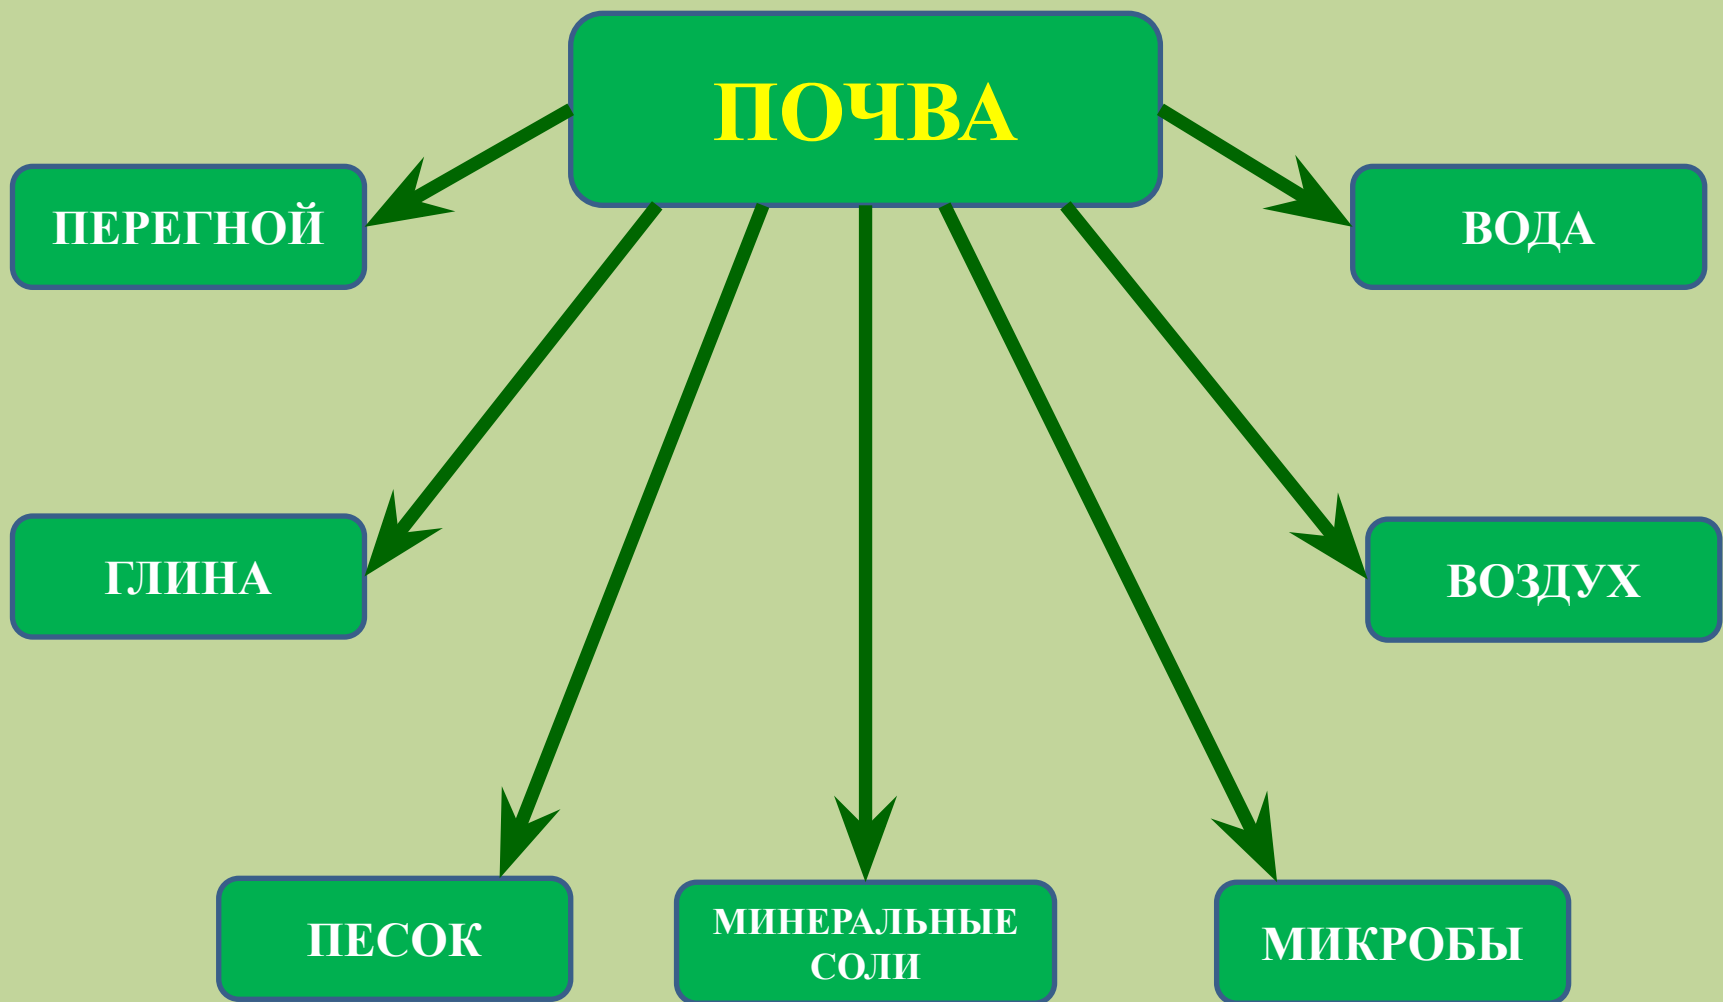 ПОЧВА
ПЕРЕГНОЙ
ВОДА
ГЛИНА
ВОЗДУХ
ПЕСОК
МИНЕРАЛЬНЫЕ
СОЛИ
МИКРОБЫ